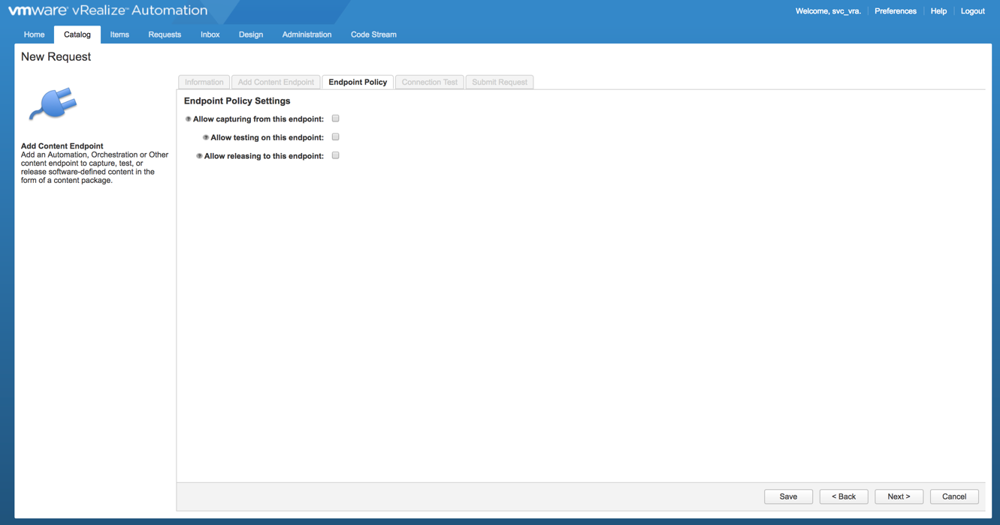 vmware® vRealize™ Automation
Welcome, svc_vra.
Preferences
Help
Logout
Home
Catalog
Items
Requests
Inbox
Design
Administration
Code Stream
New Request
Add Content Endpoint
Add an Automation, Orchestration or Other
content endpoint to capture, test, or
release software-defined content in the
form of a content package.
Information
Add Content Endpoint
Endpoint Policy
Connection Test
Submit Request
Endpoint Policy Settings
? Allow capturing from this endpoint:
? Allow testing on this endpoint:
? Allow releasing to this endpoint:
Save
< Back
Next >
Cancel